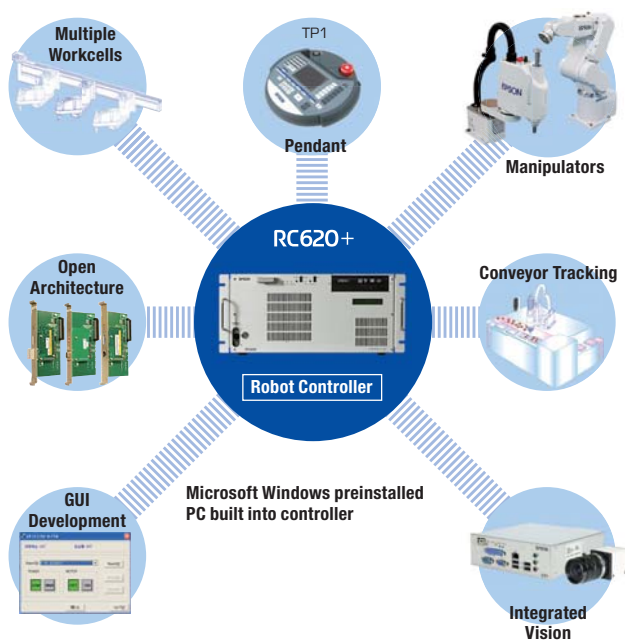 Multiple
Workcells
TP1
Pendant
EPSON
Manipulators
RC620+
Robot Controller
Open
Architecture
Conveyor Tracking
GUI
Development
Microsoft Windows preinstalled
PC built into controller
Integrated
Vision